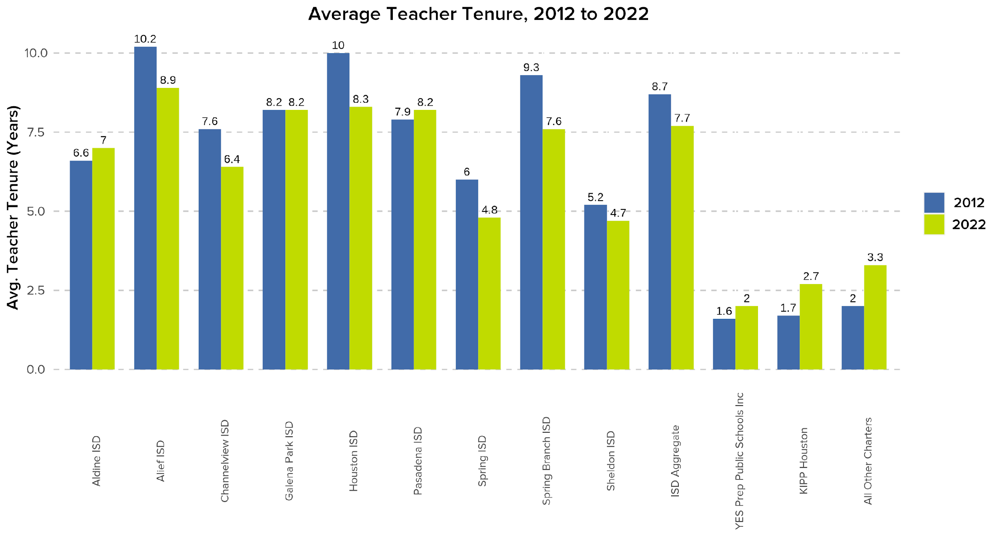 Average Teacher Tenure, 2012 to 2022
Avg. Teacher Tenure (Years)
10.0
7.5
5.0
2.5
0.0
6.6
7
10.2
8.9
7.6
6.4
8.2
8.2
10
8.3
7.9
8.2
6
4.8
9.3
7.6
5.2
4.7
8.7
7.7
1.6
2
1.7
2.7
2
3.3
Aldine ISD
Alief ISD
Channelview ISD
Galena Park ISD
Houston ISD
Pasadena ISD
Spring ISD
Spring Branch ISD
Sheldon ISD
ISD Aggregate
YES Prep Public Schools Inc
KIPP Houston
All Other Charters
2012
2022